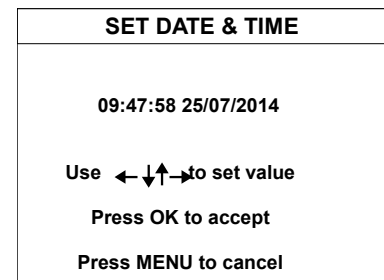 SET DATE & TIME
09:47:58 25/07/2014
Use ←↓↑→to set value
Press OK to accept
Press MENU to cancel